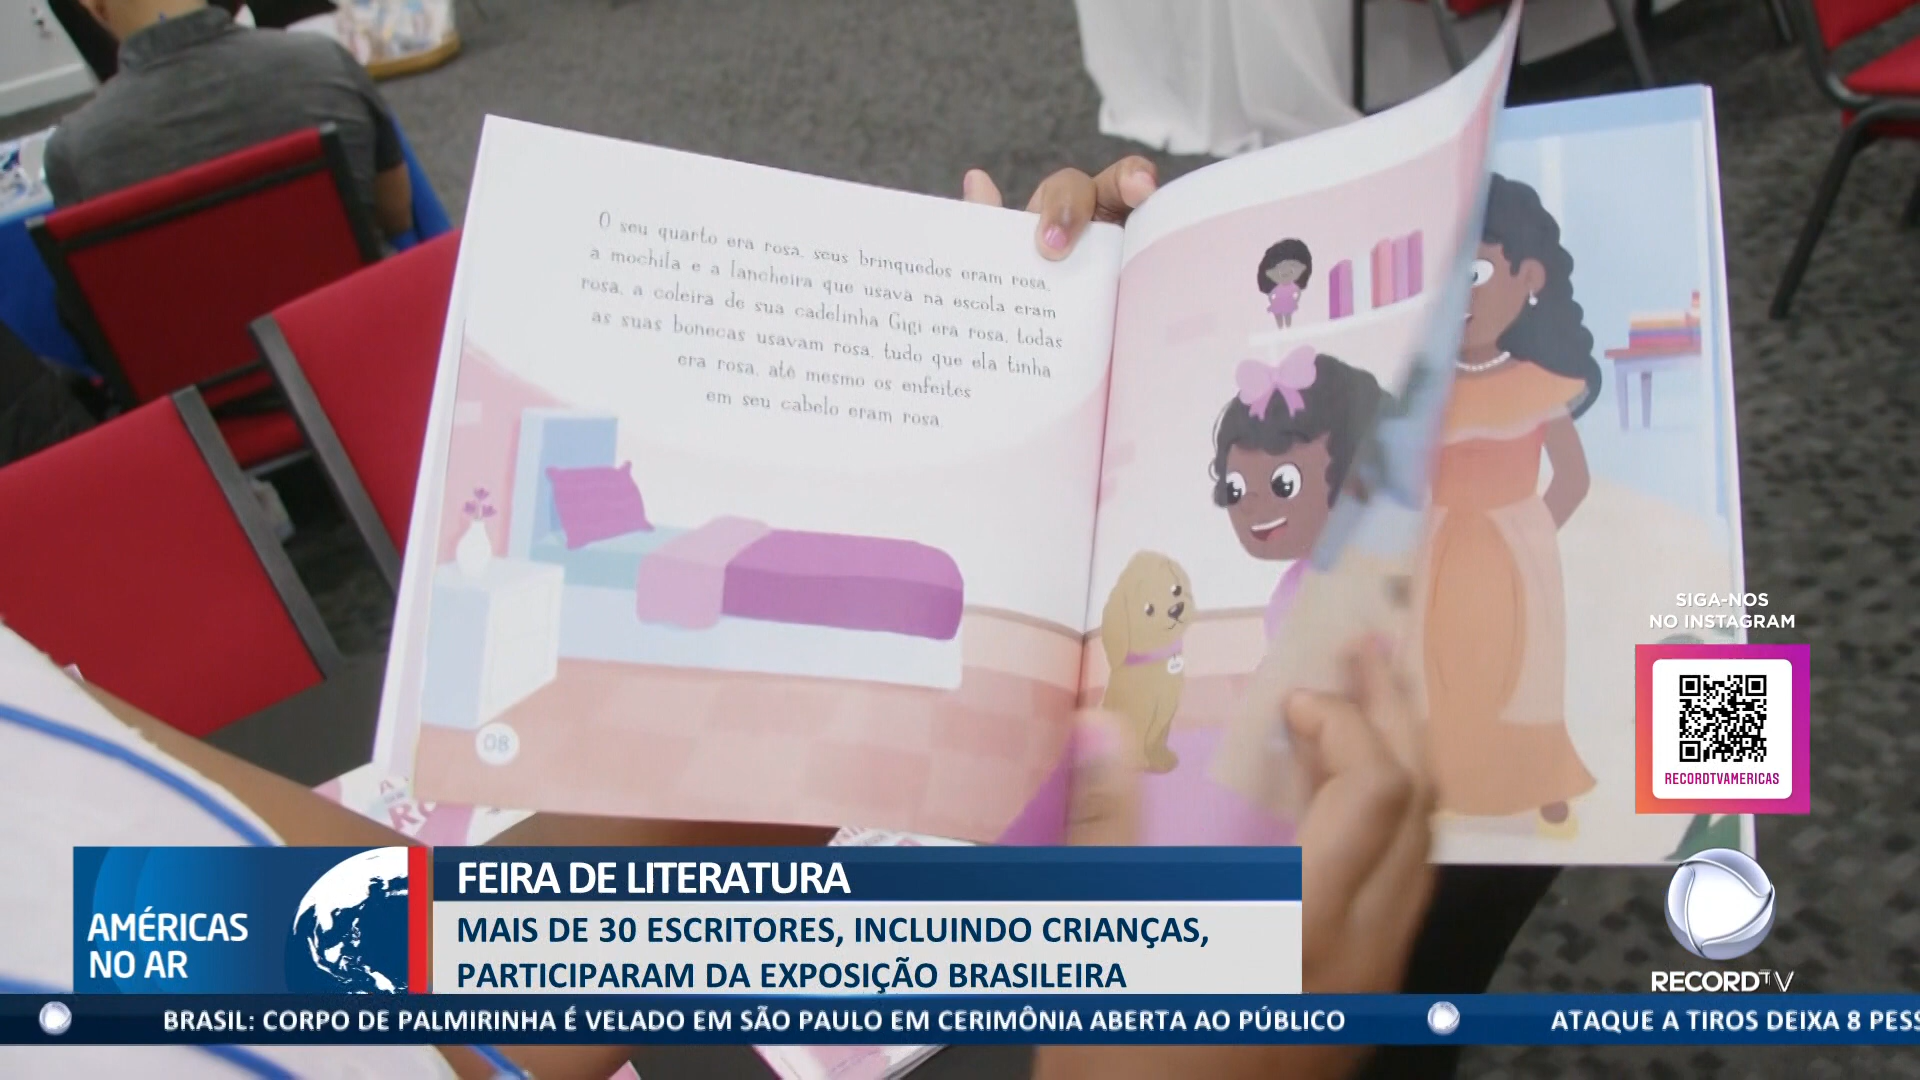 O seu quarto era rosa, seus brinquedos eram rosa,
a mochila e a lancheira que usava na escola eram
rosa, a coleira de sua cadelinha Gigi era rosa, todas
as suas bonecas usavam rosa, tudo que ela tinha
era rosa, até mesmo os enfeites
em seu cabelo eram rosa.
08
SIGA-NOS
NO INSTAGRAM
RECORDTVAMERICAS
AMÉRICAS
NO AR
FEIRA DE LITERATURA
MAIS DE 30 ESCRITORES, INCLUINDO CRIANÇAS,
PARTICIPARAM DA EXPOSIÇÃO BRASILEIRA
RECORDTV
BRASIL: CORPO DE PALMIRINHA É VELADO EM SÃO PAULO EM CERIMÔNIA ABERTA AO PÚBLICO
ATAQUE A TIROS DEIXA 8 PESS